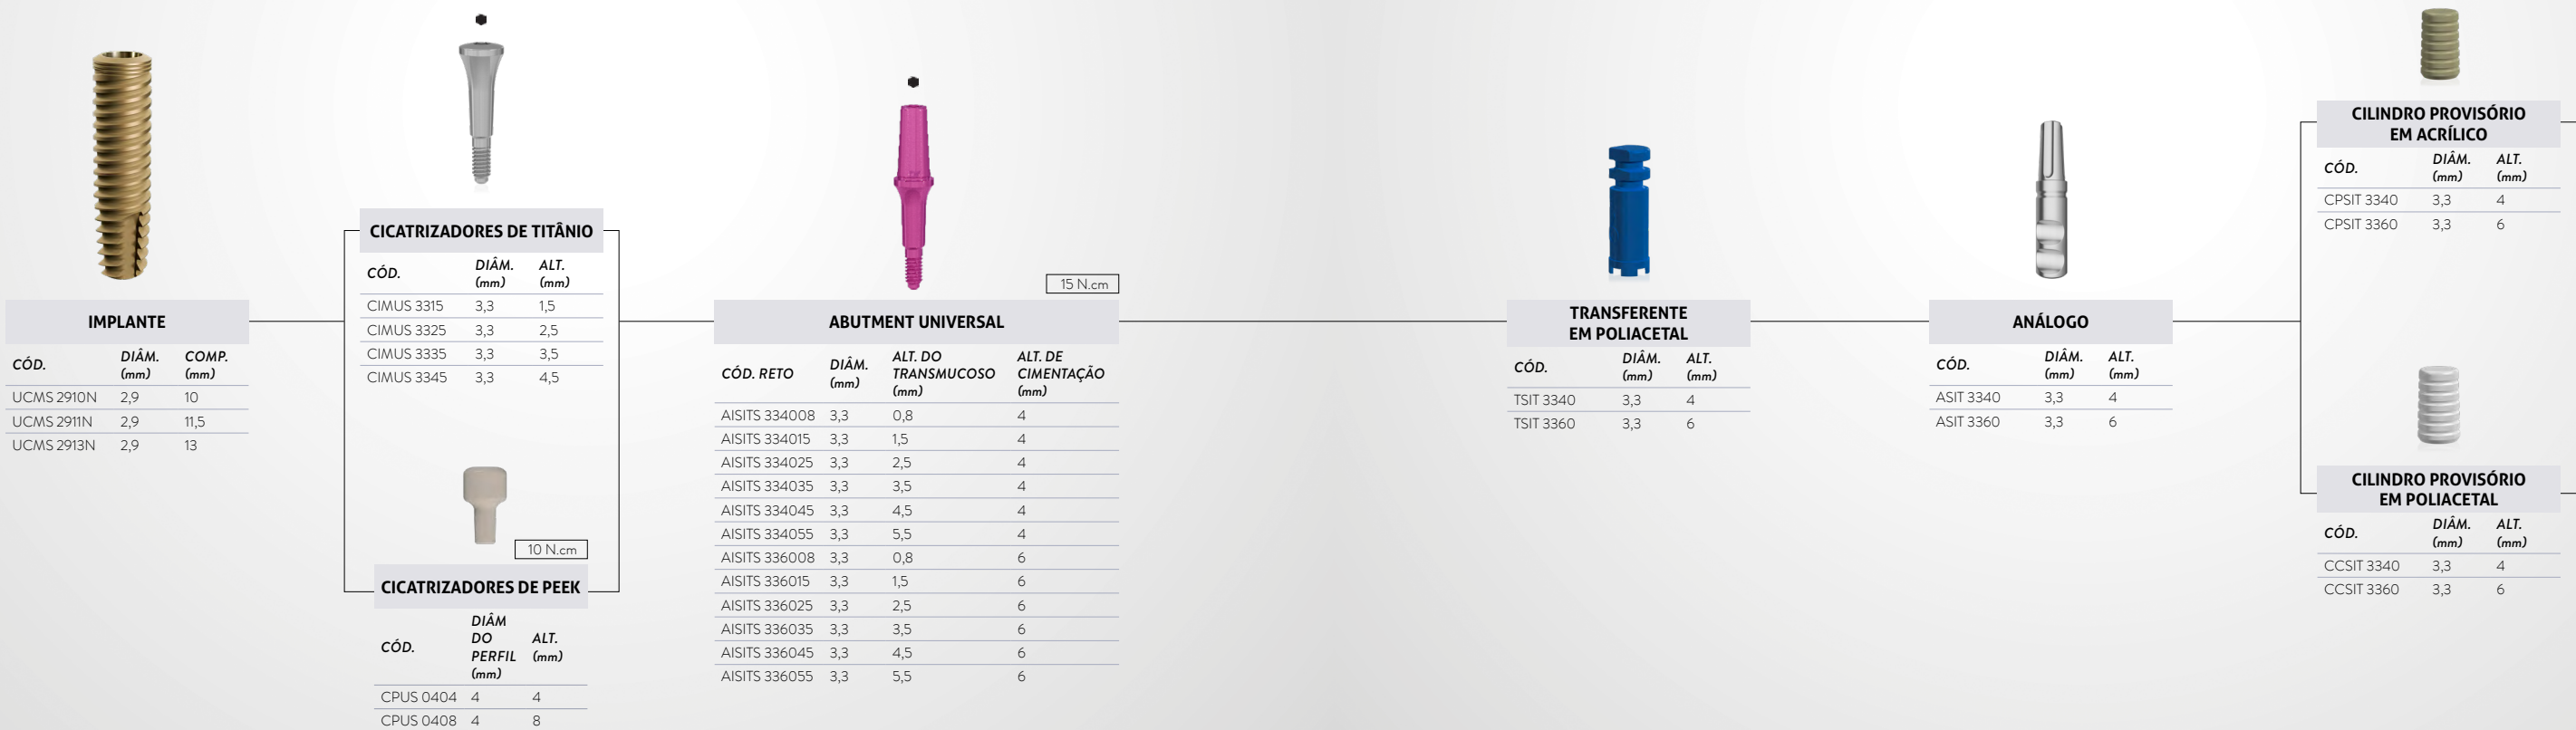 IMPLANTE
CÓD. DIÂM. (mm) COMP. (mm)
UCMS 2910N 2,9 10
UCMS 2911N 2,9 11,5
UCMS 2913N 2,9 13
CICATRIZADORES DE TITÂNIO
CÓD. DIÂM. (mm) ALT. (mm)
CIMUS 3315 3,3 1,5
CIMUS 3325 3,3 2,5
CIMUS 3335 3,3 3,5
CIMUS 3345 3,3 4,5
10 N.cm
CICATRIZADORES DE PEEK
CÓD. DIÂM DO PERFIL (mm) ALT. (mm)
CPUS 0404 4 4
CPUS 0408 4 8
15 N.cm
ABUTMENT UNIVERSAL
CÓD. RETO DIÂM. (mm) ALT. DO TRANSMUCOSO (mm) ALT. DE CIMENTAÇÃO (mm)
AISITS 334008 3,3 0,8 4
AISITS 334015 3,3 1,5 4
AISITS 334025 3,3 2,5 4
AISITS 334035 3,3 3,5 4
AISITS 334045 3,3 4,5 4
AISITS 334055 3,3 5,5 4
AISITS 336008 3,3 0,8 6
AISITS 336015 3,3 1,5 6
AISITS 336025 3,3 2,5 6
AISITS 336035 3,3 3,5 6
AISITS 336045 3,3 4,5 6
AISITS 336055 3,3 5,5 6
TRANSFERENTE
EM POLIACETAL
CÓD. DIÂM. (mm) ALT. (mm)
TSIT 3340 3,3 4
TSIT 3360 3,3 6
ANÁLOGO
CÓD. DIÂM. (mm) ALT. (mm)
ASIT 3340 3,3 4
ASIT 3360 3,3 6
CILINDRO PROVISÓRIO
EM ACRÍLICO
CÓD. DIÂM. (mm) ALT. (mm)
CPSIT 3340 3,3 4
CPSIT 3360 3,3 6
CILINDRO PROVISÓRIO
EM POLIACETAL
CÓD. DIÂM. (mm) ALT. (mm)
CCSIT 3340 3,3 4
CCSIT 3360 3,3 6